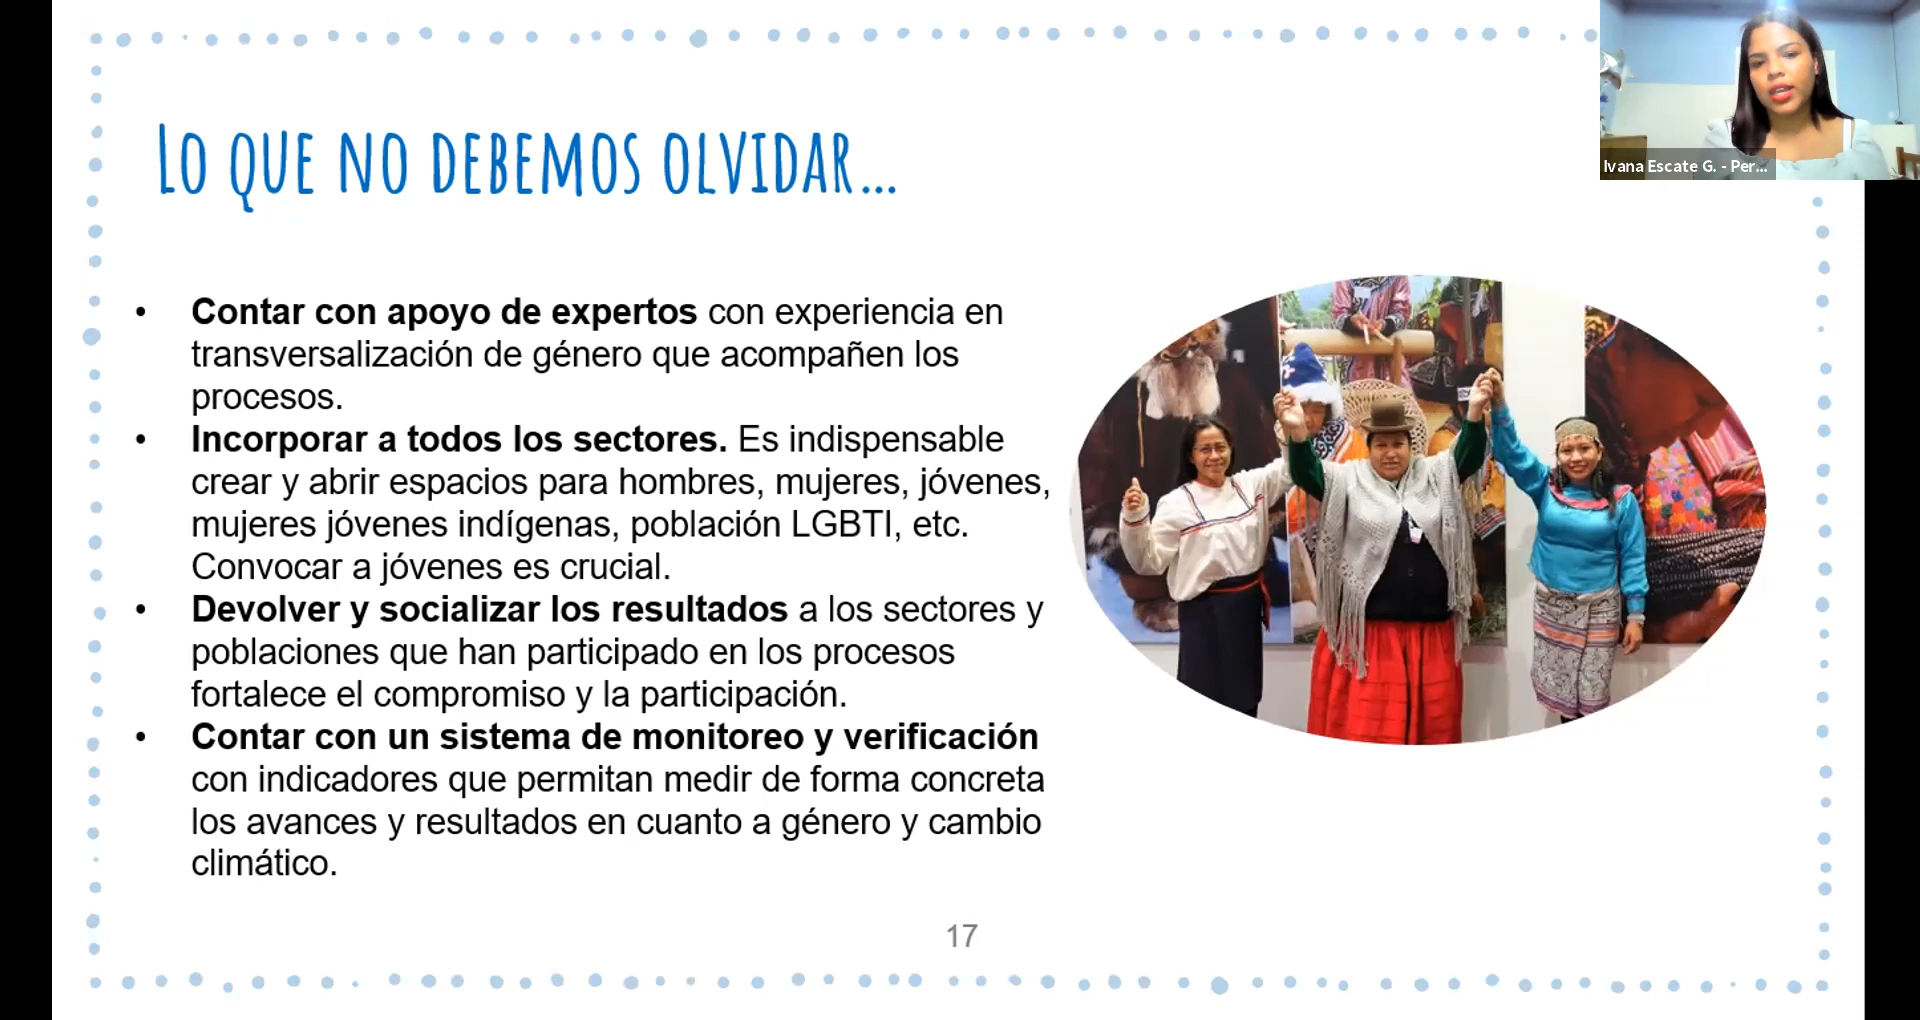 Lo que no debemos olvidar...
Ivana Escate G. - Per...
• Contar con apoyo de expertos con experiencia en
transversalización de género que acompañen los
procesos.
• Incorporar a todos los sectores. Es indispensable
crear y abrir espacios para hombres, mujeres, jóvenes,
mujeres jóvenes indígenas, población LGBTI, etc.
Convocar a jóvenes es crucial.
• Devolver y socializar los resultados a los sectores y
poblaciones que han participado en los procesos
fortalece el compromiso y la participación.
• Contar con un sistema de monitoreo y verificación
con indicadores que permitan medir de forma concreta
los avances y resultados en cuanto a género y cambio
climático.
17